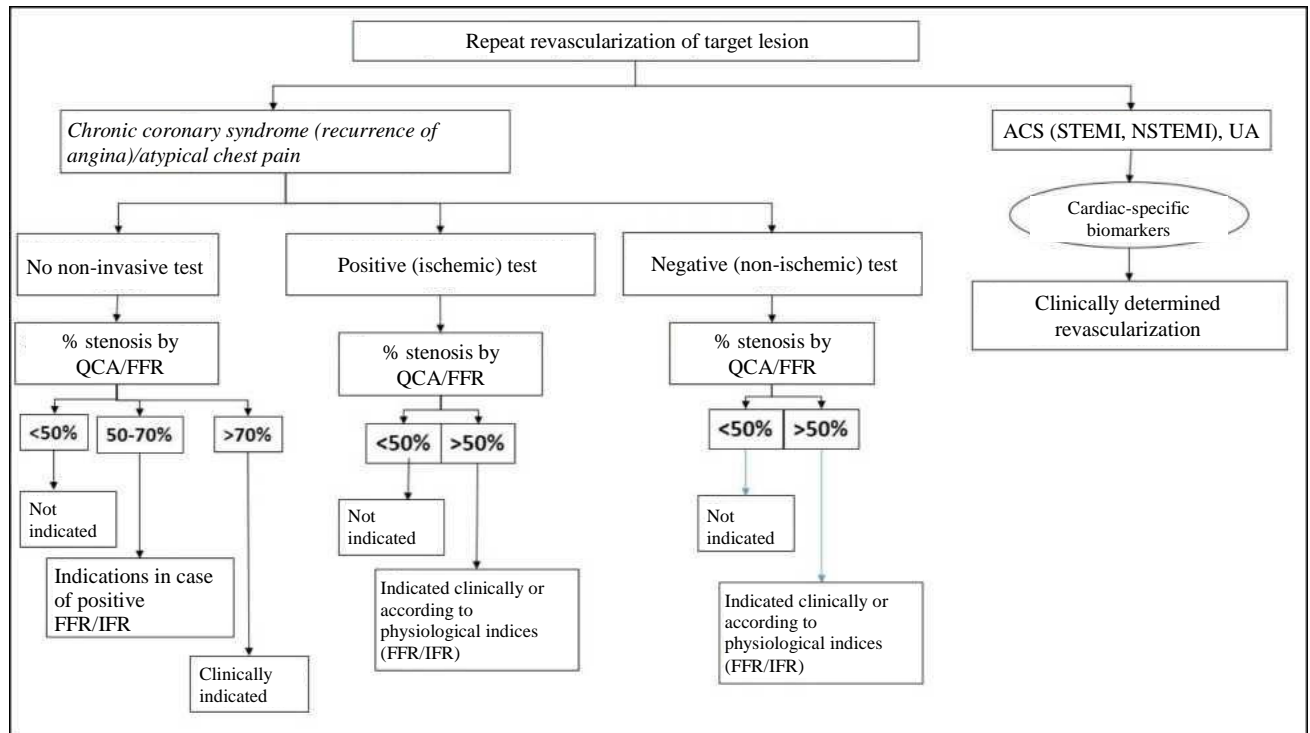 Repeat revascularization of target lesion
Chronic coronary syndrome (recurrence of
angina)/atypical chest pain
ACS (STEMI, NSTEMI), UA
Cardiac-specific
biomarkers
Clinically determined
revascularization
No non-invasive test
Positive (ischemic) test
Negative (non-ischemic) test
% stenosis by
QCA/FFR
% stenosis by
QCA/FFR
% stenosis by
QCA/FFR
<50%
50-70%
>70%
<50%
>50%
<50%
>50%
Not
indicated
Indications in case
of positive
FFR/IFR
Clinically
indicated
Not
indicated
Indicated clinically or
according to
physiological indices
(FFR/IFR)
Not
indicated
Indicated clinically or
according to
physiological indices
(FFR/IFR)